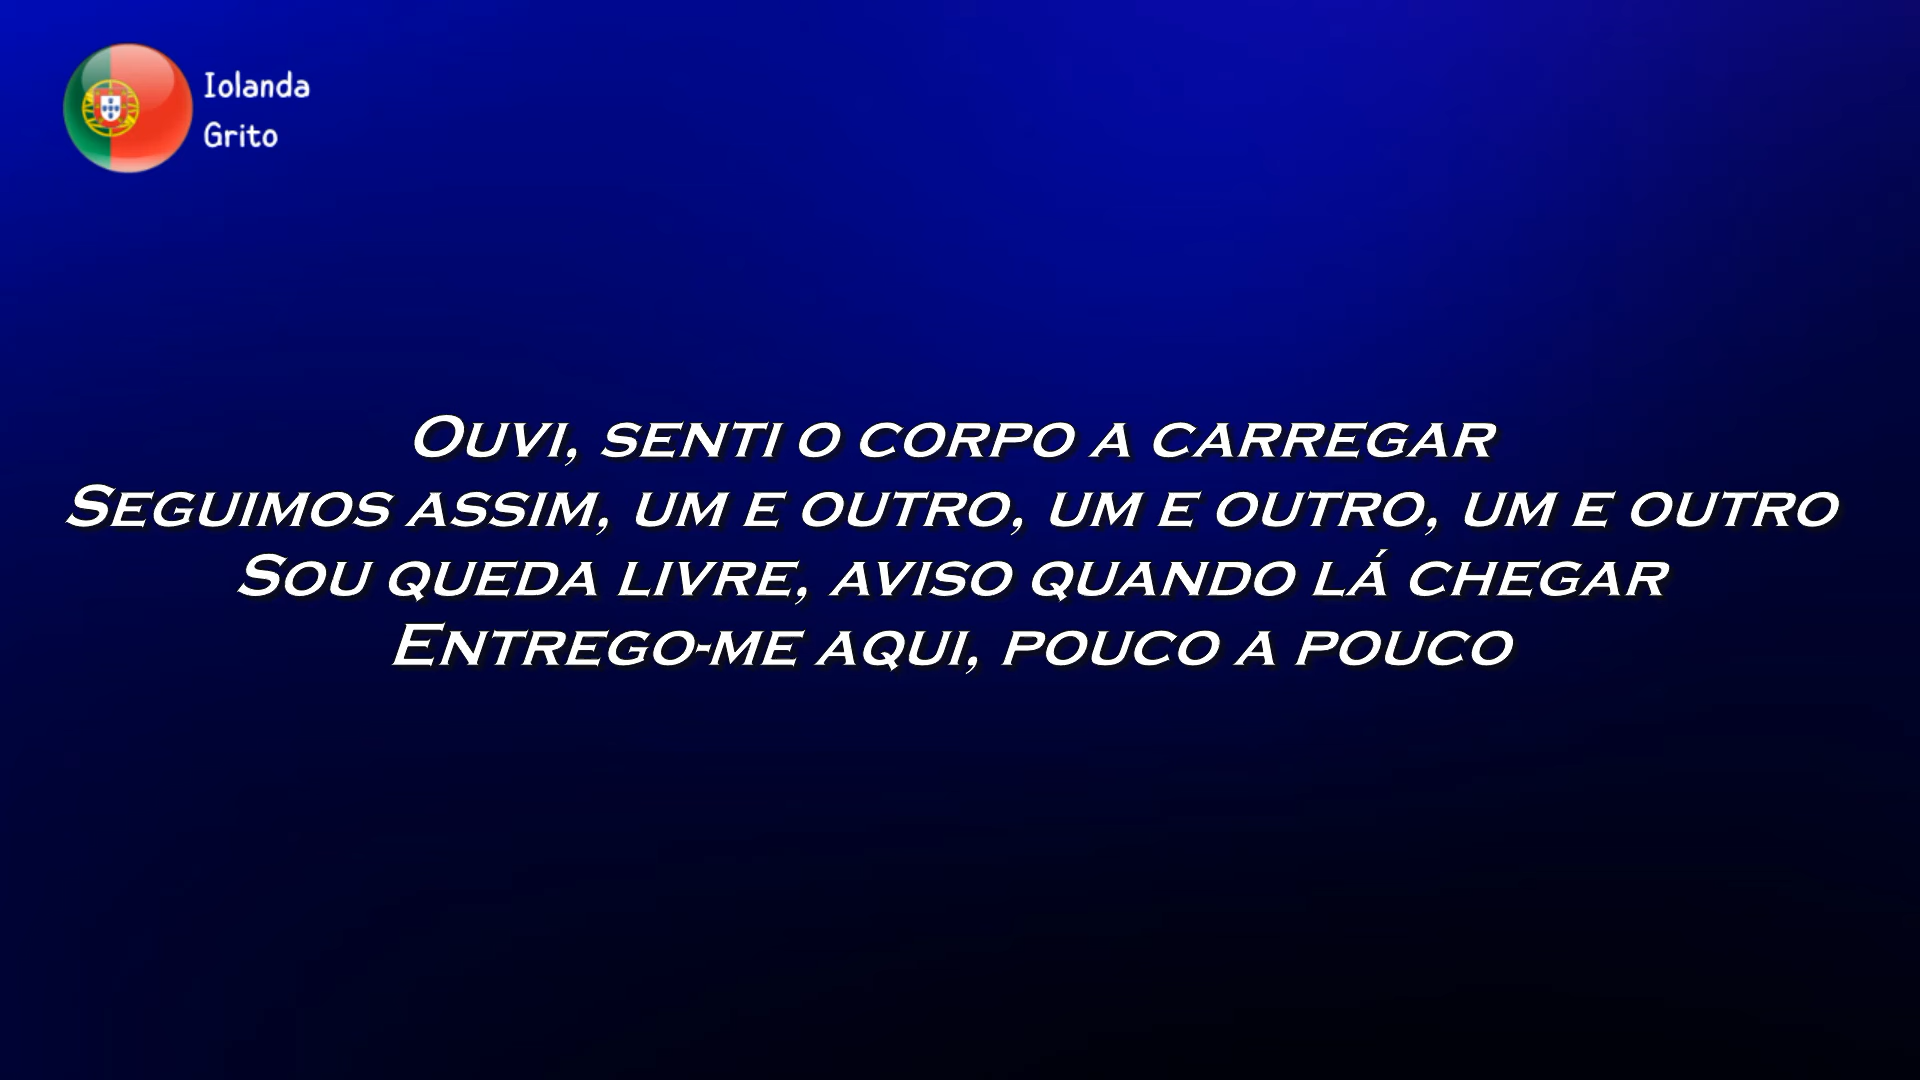 Iolanda
Grito
Ouvi, senti o corpo a carregar
Seguimos assim, um e outro, um e outro, um e outro
Sou queda livre, aviso quando lá chegar
Entrego-me aqui, pouco a pouco